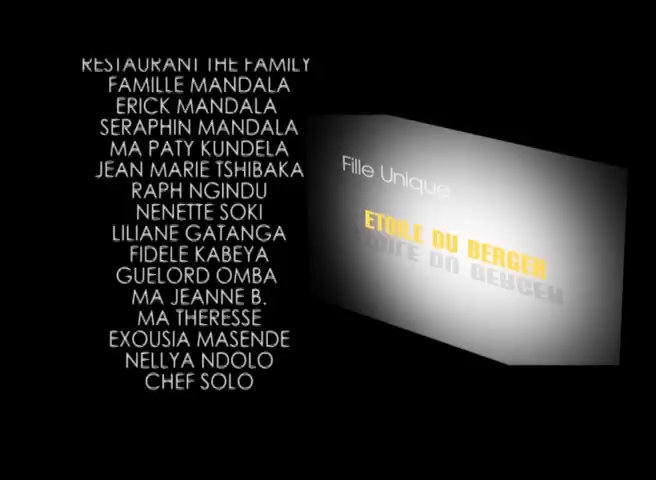 RESTAURANT THE FAMILY
FAMILLE MANDALA
ERICK MANDALA
SERAPHIN MANDALA
MA PATY KUNDELA
JEAN MARIE TSHIBAKA
RAPH NGINDU
NENETTE SOKI
LILIANE GATANGA
FIDELE KABEYA
GUELORD OMBA
MA JEANNE B.
MA THERESSE
EXOUSIA MASENDE
NELLYA NDOLO
CHEF SOLO
Fille Unique
ETOILE DU BERGER